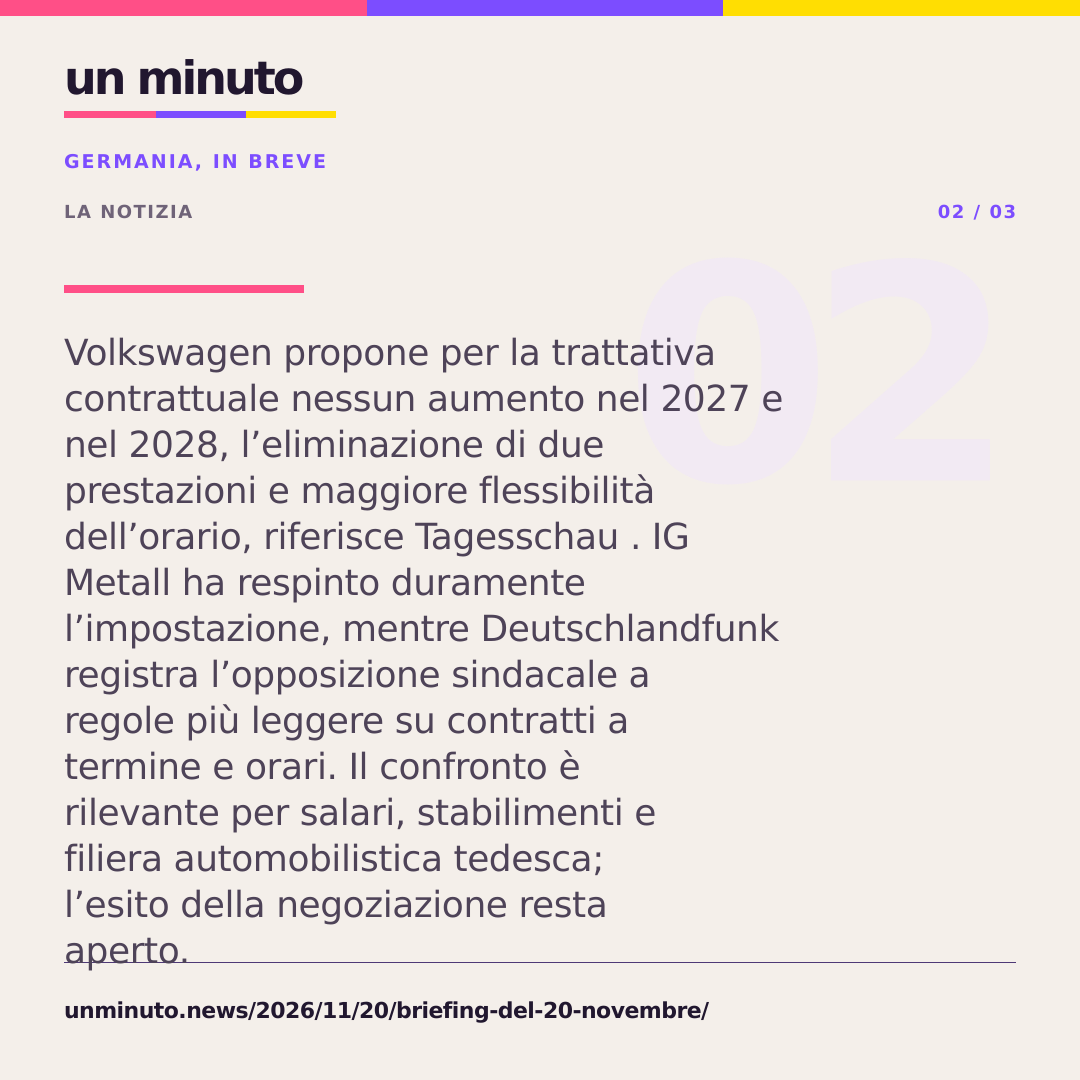 un minuto
GERMANIA, IN BREVE
LA NOTIZIA
02 / 03
02
Volkswagen propone per la trattativa
contrattuale nessun aumento nel 2027 e
nel 2028, l’eliminazione di due
prestazioni e maggiore flessibilità
dell’orario, riferisce Tagesschau . IG
Metall ha respinto duramente
l’impostazione, mentre Deutschlandfunk
registra l’opposizione sindacale a
regole più leggere su contratti a
termine e orari. Il confronto è
rilevante per salari, stabilimenti e
filiera automobilistica tedesca;
l’esito della negoziazione resta
aperto.
unminuto.news/2026/11/20/briefing-del-20-novembre/